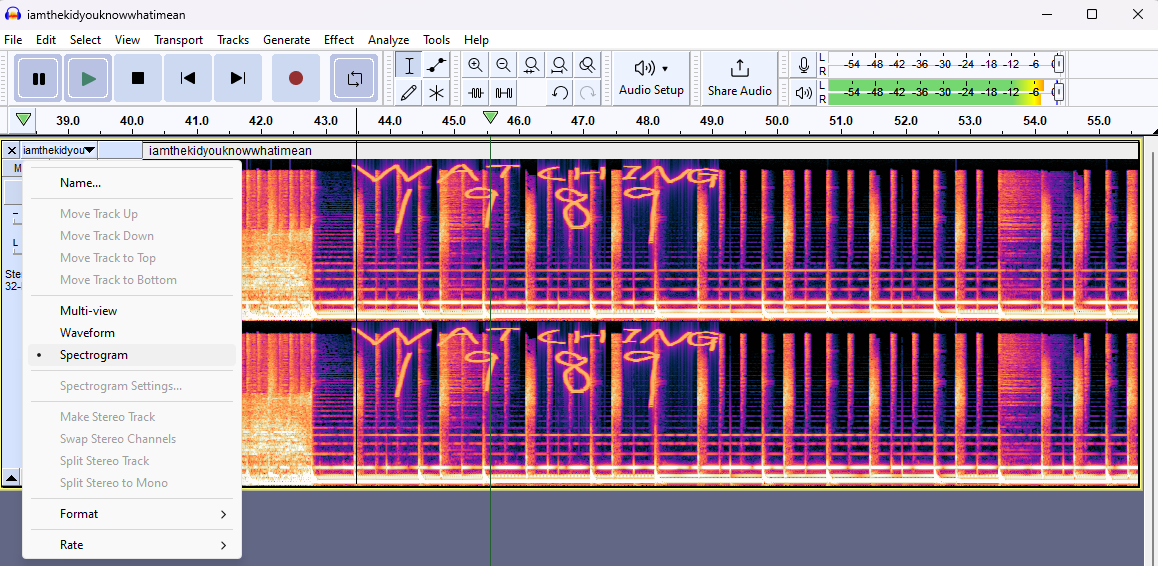 iamthekidyouknowwhatimean
File Edit Select View Transport Tracks Generate Effect Analyze Tools Help
Audio Setup
Share Audio
L
R
-54 -48 -42 -36 -30 -24 -18 -12 -6
L
R
-54 -48 -42 -36 -30 -24 -18 -12 -6
39.0 40.0 41.0 42.0 43.0 44.0 45.0 46.0 47.0 48.0 49.0 50.0 51.0 52.0 53.0 54.0 55.0
iamthekidyou
iamthekidyouknowwhatimean
M
L
Ste
32-
Name...
Move Track Up
Move Track Down
Move Track to Top
Move Track to Bottom
Multi-view
Waveform
Spectrogram
Spectrogram Settings...
Make Stereo Track
Swap Stereo Channels
Split Stereo Track
Split Stereo to Mono
Format
Rate
WATCHING
1989
WATCHING
1989